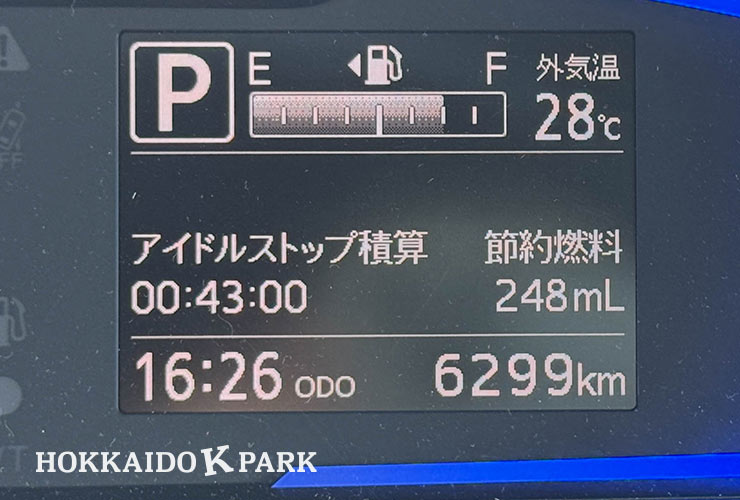 P E F 外気温
28℃
アイドルストップ積算 節約燃料
00:43:00 248mL
16:26 ODO 6299km
HOKKAIDO K PARK